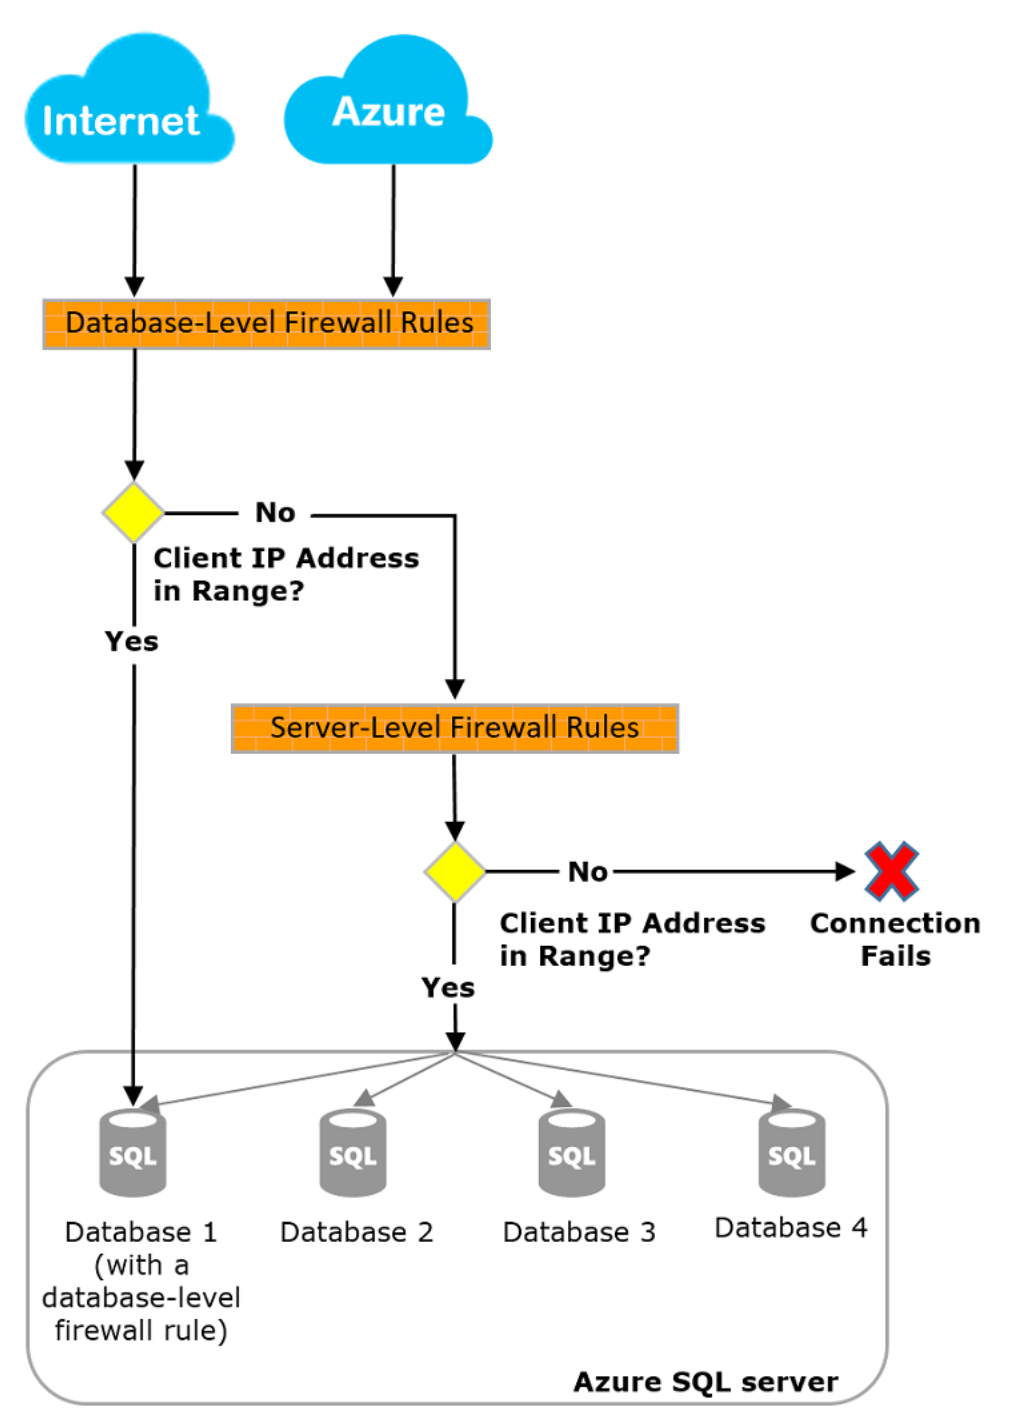 Internet
Azure
Database-Level Firewall Rules
No
Client IP Address
in Range?
Yes
Server-Level Firewall Rules
No
Client IP Address
in Range?
Connection
Fails
Yes
SQL
SQL
SQL
SQL
Database 1
(with a
database-level
firewall rule)
Database 2
Database 3
Database 4
Azure SQL server